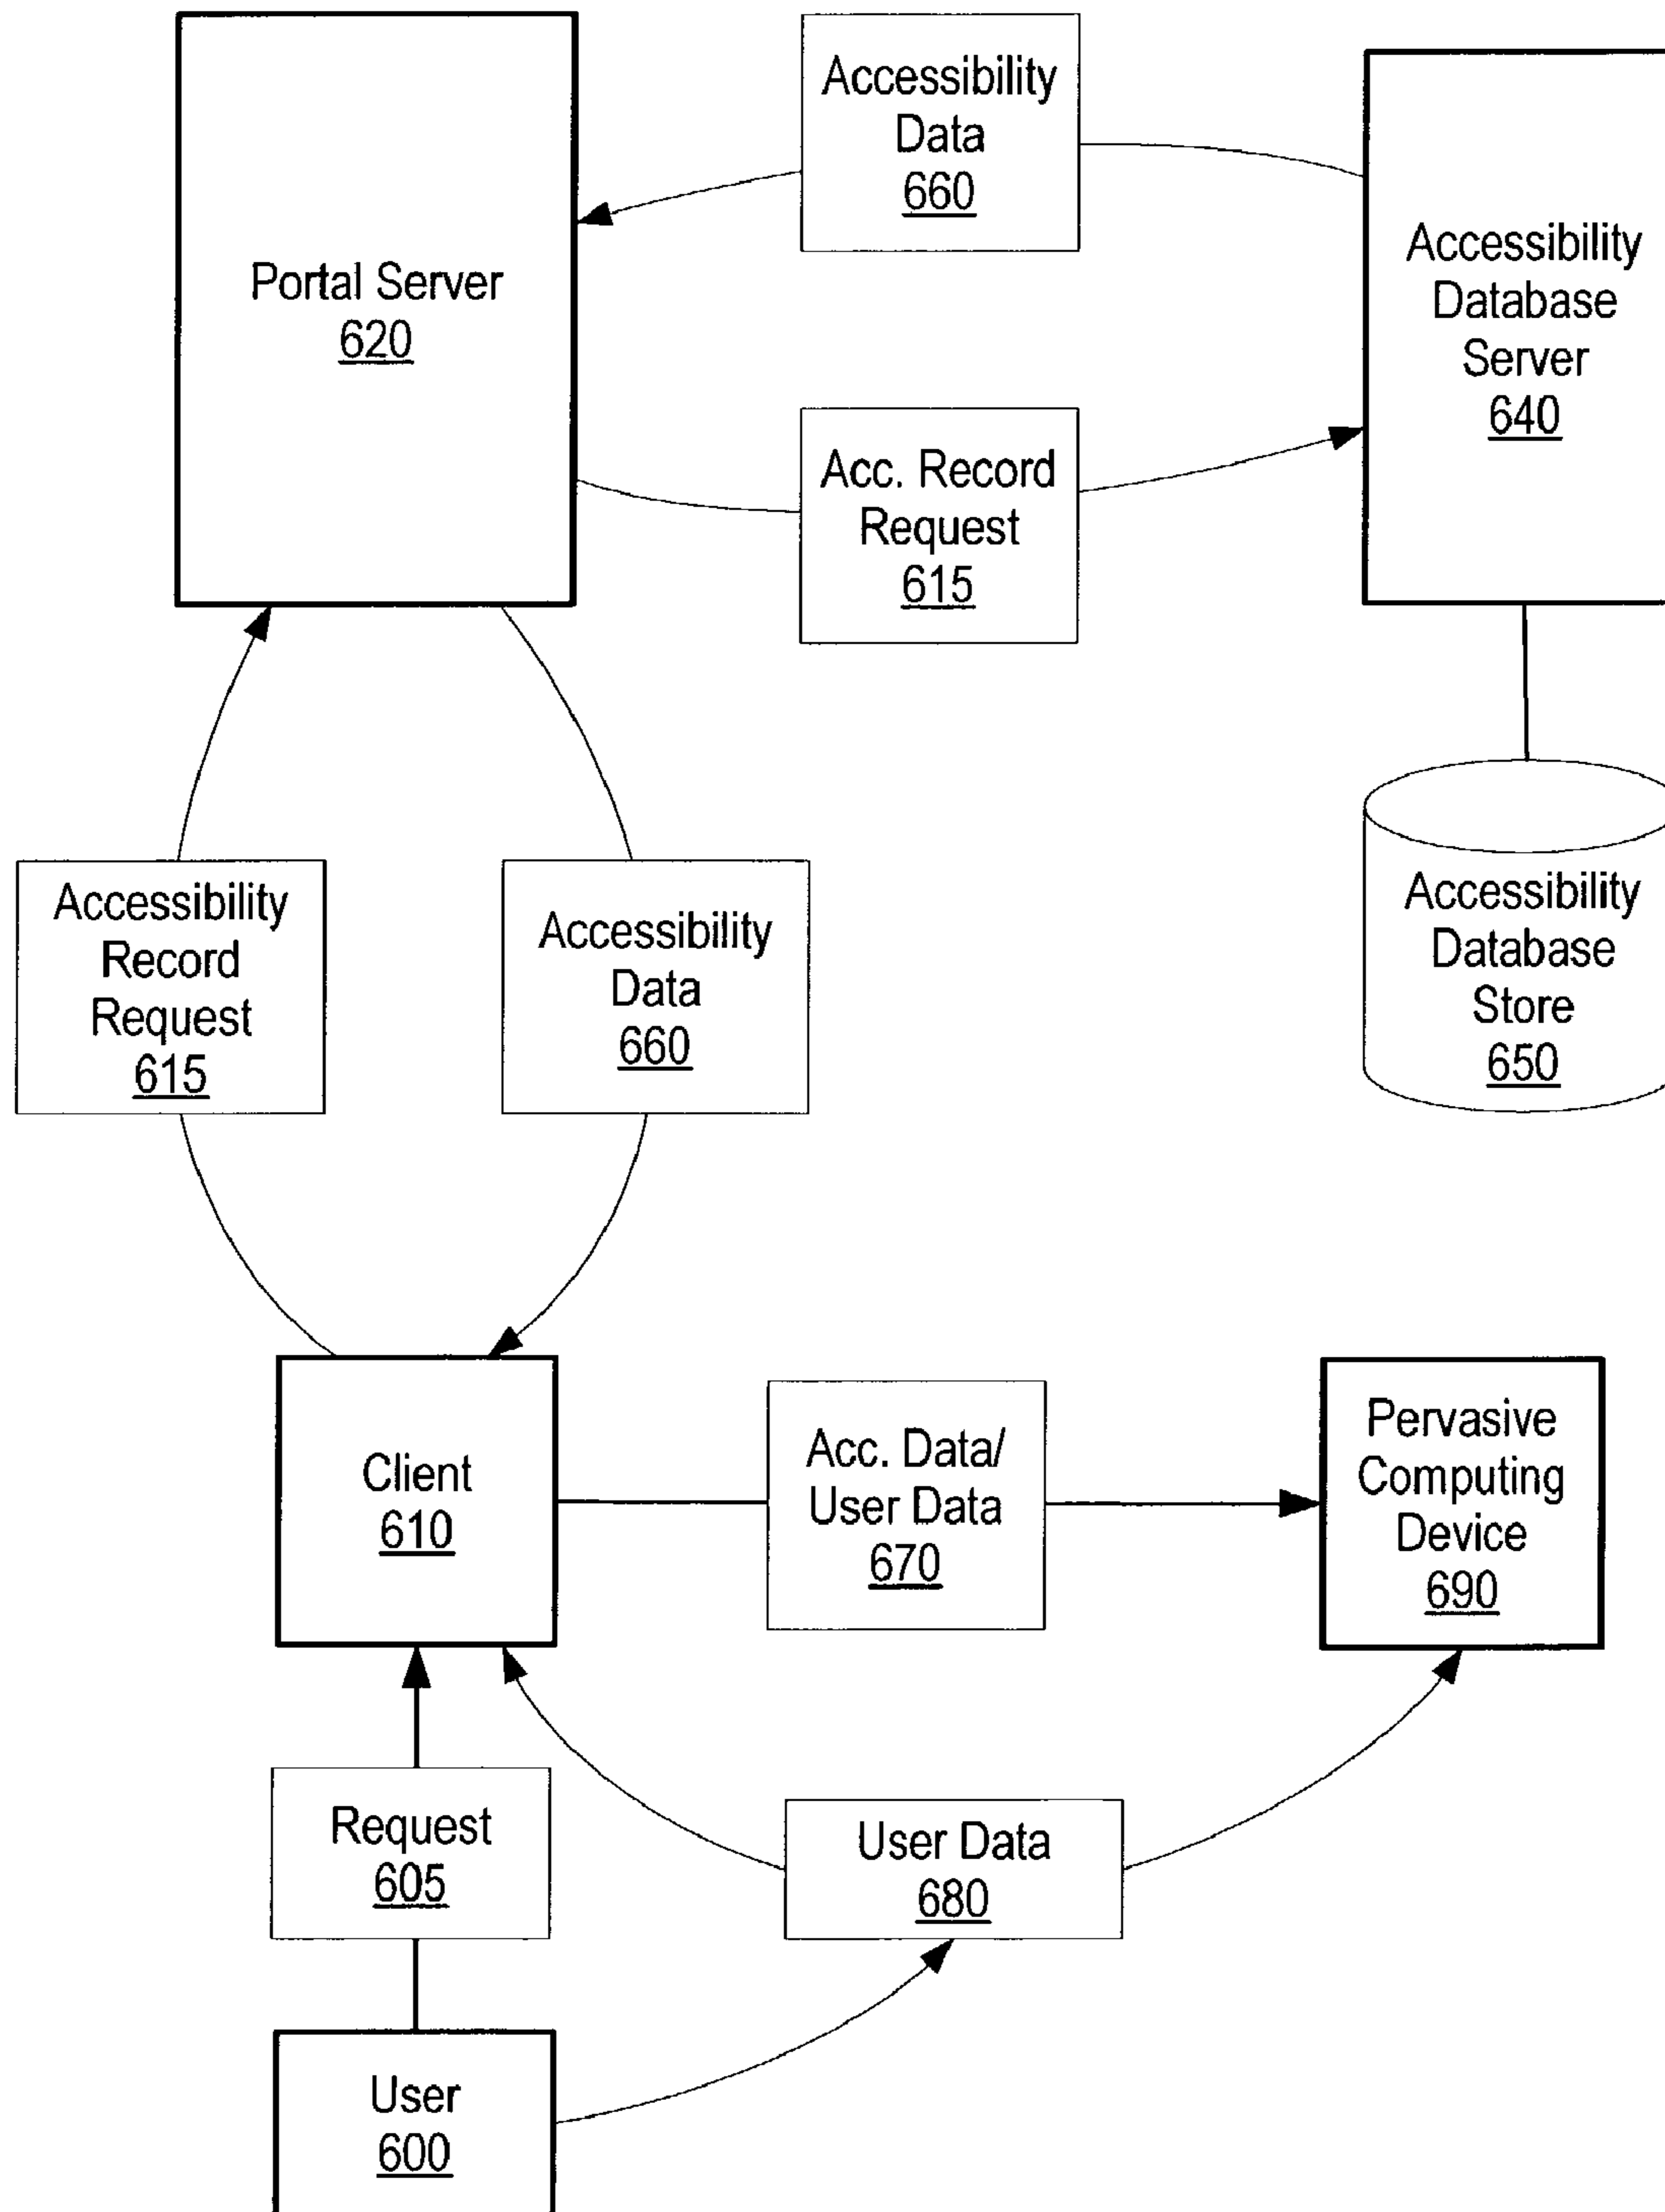 Portal Server
620
Accessibility
Data
660
Accessibility
Database
Server
640
Acc. Record
Request
615
Accessibility
Record
Request
615
Accessibility
Data
660
Accessibility
Database
Store
650
Client
610
Acc. Data/
User Data
670
Pervasive
Computing
Device
690
Request
605
User Data
680
User
600